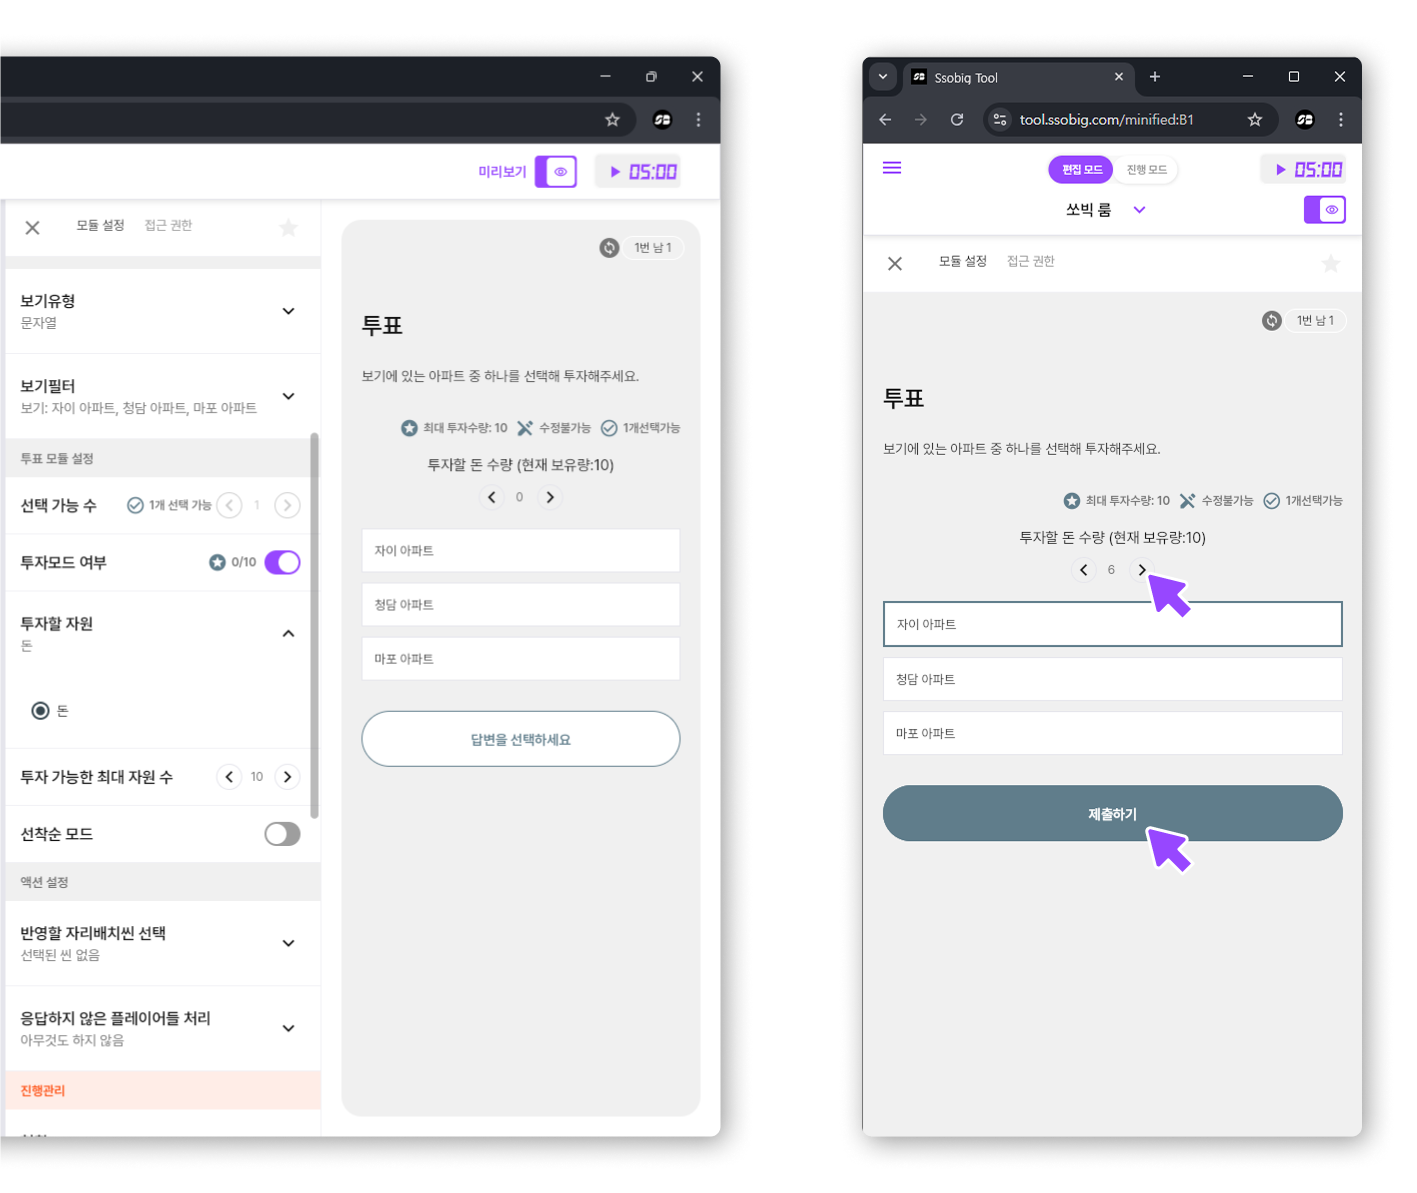 미리보기
05:00
모듈 설정 접근 권한
보기유형
문자열
보기필터
보기: 자이 아파트, 청담 아파트, 마포 아파트
투표 모듈 설정
선택 가능 수 1개 선택 가능 1
투자모드 여부 0/10
투자할 자원
돈
돈
투자 가능한 최대 자원 수 10
선착순 모드
액션 설정
반영할 자리배치씬 선택
선택된 씬 없음
응답하지 않은 플레이어들 처리
아무것도 하지 않음
진행관리
1번 남1
투표
보기에 있는 아파트 중 하나를 선택해 투자해주세요.
최대 투자수량: 10 수정불가능 1개선택가능
투자할 돈 수량 (현재 보유량:10)
0
자이 아파트
청담 아파트
마포 아파트
답변을 선택하세요
Ssobig Tool
tool.ssobig.com/minified:B1
편집 모드 진행 모드
05:00
쏘빅 룸
모듈 설정 접근 권한
1번 남1
투표
보기에 있는 아파트 중 하나를 선택해 투자해주세요.
최대 투자수량: 10 수정불가능 1개선택가능
투자할 돈 수량 (현재 보유량:10)
6
자이 아파트
청담 아파트
마포 아파트
제출하기